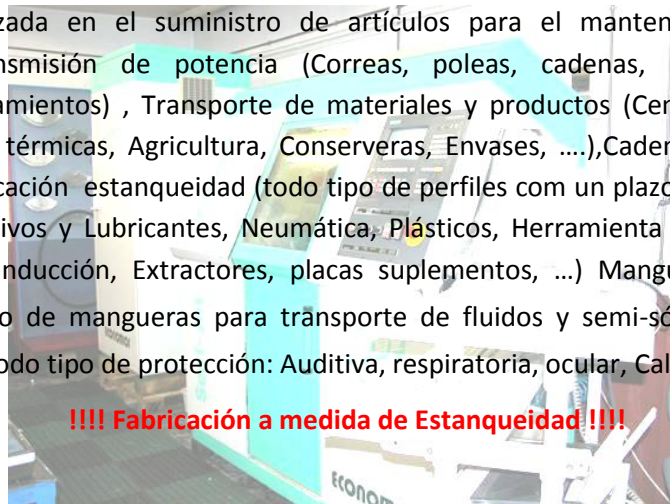 zada en el suministro de artículos para el manten
nsmisión de potencia (Correas, poleas, cadenas,
amientos) , Transporte de materiales y productos (Cer
térmicas, Agricultura, Conserveras, Envases, ….),Caden
cación estanqueidad (todo tipo de perfiles com un plazo
ivos y Lubricantes, Neumática, Plásticos, Herramienta
nducción, Extractores, placas suplementos, …) Mangu
o de mangueras para transporte de fluidos y semi-só
odo tipo de protección: Auditiva, respiratoria, ocular, Cal
!!!! Fabricación a medida de Estanqueidad !!!!
ECONOM